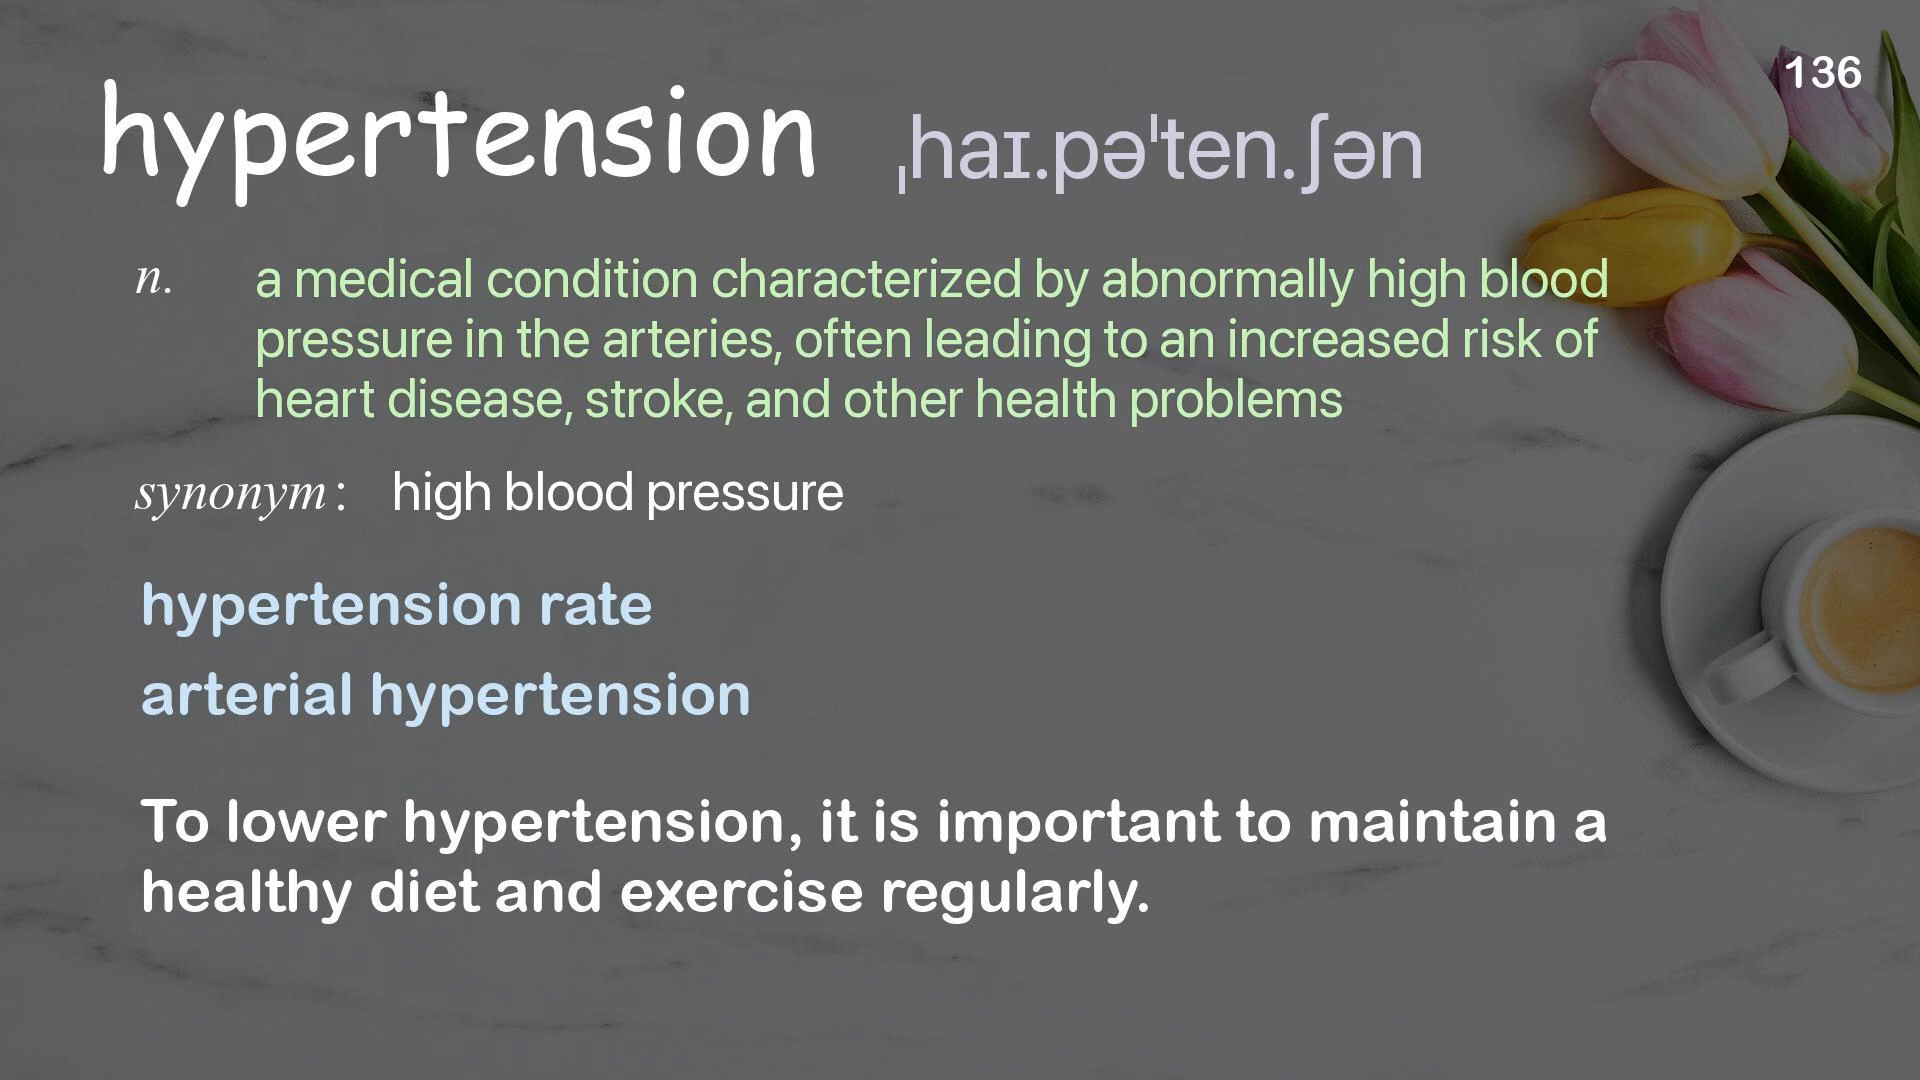 136
hypertension ˌhaɪ.pəˈten.ʃən
n. a medical condition characterized by abnormally high blood
pressure in the arteries, often leading to an increased risk of
heart disease, stroke, and other health problems
synonym: high blood pressure
hypertension rate
arterial hypertension
To lower hypertension, it is important to maintain a
healthy diet and exercise regularly.